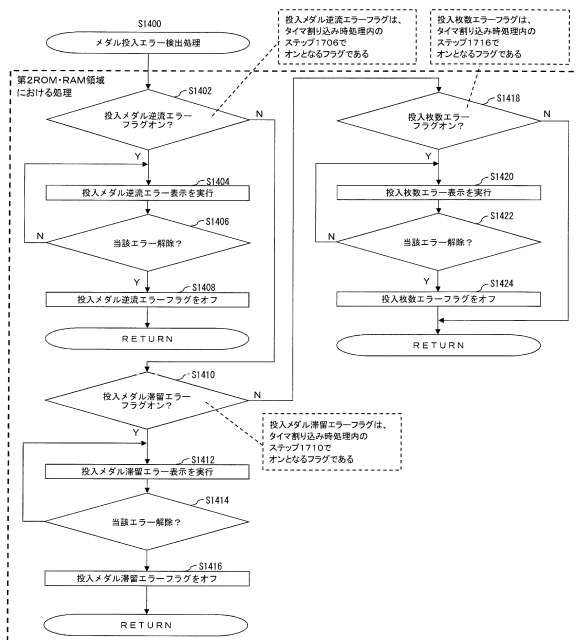 S1400
メダル投入エラー検出処理
投入メダル逆流エラーフラグは、
タイマ割り込み時処理内の
ステップ1706で
オンとなるフラグである
投入枚数エラーフラグは、
タイマ割り込み時処理内の
ステップ1716で
オンとなるフラグである
第2ROM・RAM領域
における処理
S1402
投入メダル逆流エラー
フラグオン？
N
Y
S1404
投入メダル逆流エラー表示を実行
S1406
当該エラー解除？
N
Y
S1408
投入メダル逆流エラーフラグをオフ
RETURN
S1410
投入メダル滞留エラー
フラグオン？
N
Y
投入メダル滞留エラーフラグは、
タイマ割り込み時処理内の
ステップ1710で
オンとなるフラグである
S1412
投入メダル滞留エラー表示を実行
S1414
当該エラー解除？
N
Y
S1416
投入メダル滞留エラーフラグをオフ
RETURN
S1418
投入枚数エラー
フラグオン？
N
Y
S1420
投入枚数エラー表示を実行
S1422
当該エラー解除？
N
Y
S1424
投入枚数エラーフラグをオフ
RETURN